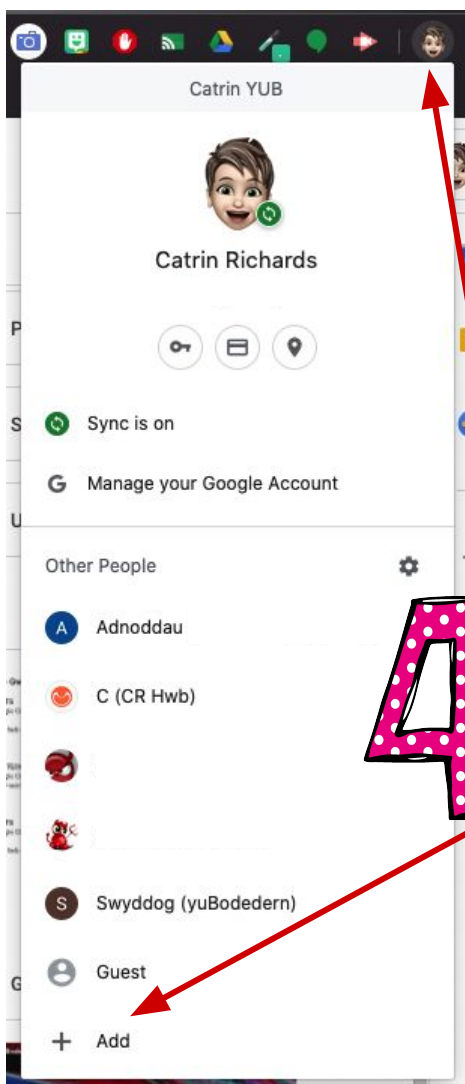 Catrin YUB
Catrin Richards
Sync is on
G Manage your Google Account
Other People
A Adnoddau
C (CR Hwb)
S Swyddog (yuBodedern)
Guest
+ Add
4
P
S
U
G